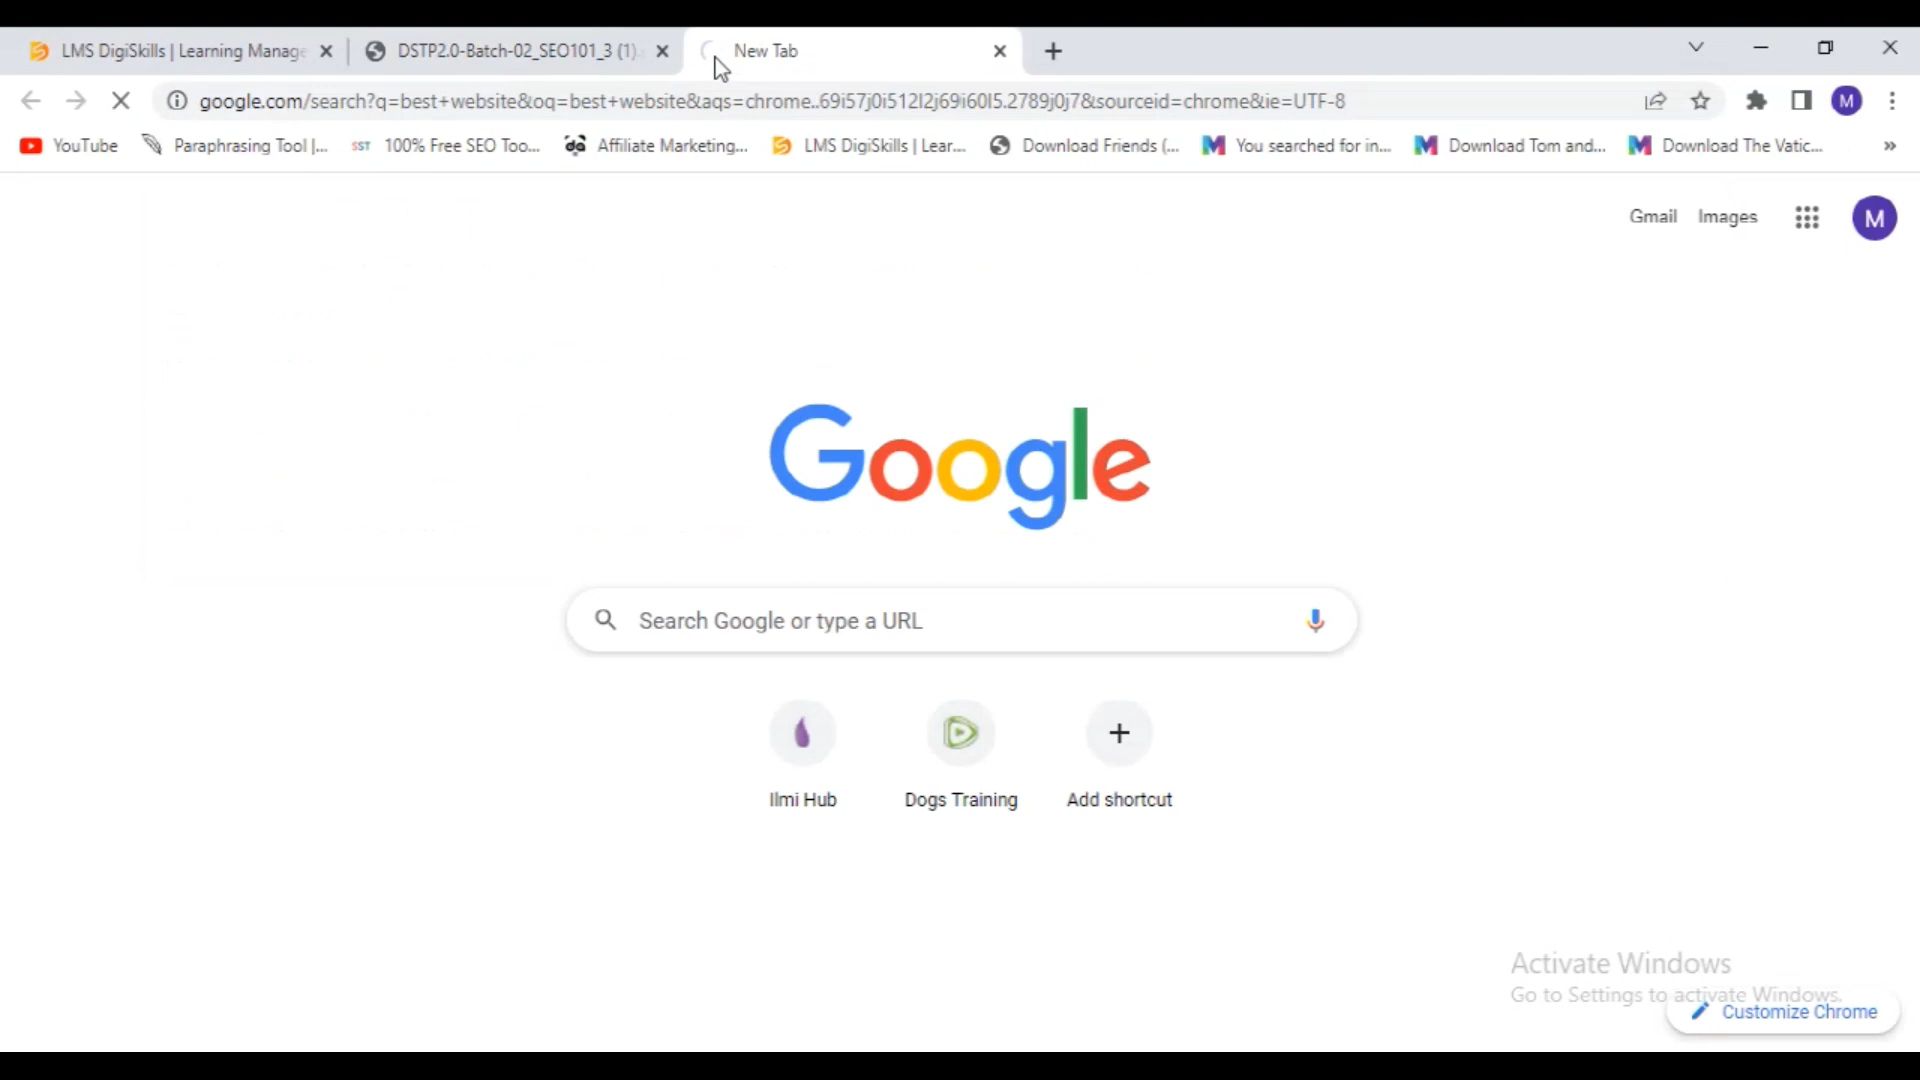 LMS DigiSkills | Learning Manage
DSTP2.0-Batch-02_SEO101_3 (1).
New Tab
google.com/search?q=best+website&oq=best+website&aqs=chrome..69i57j0i512l2j69i60l5.2789j0j7&sourceid=chrome&ie=UTF-8
M
YouTube
Paraphrasing Tool |...
SST 100% Free SEO Too...
Affiliate Marketing...
LMS DigiSkills | Lear...
Download Friends (...
You searched for in...
Download Tom and...
Download The Vatic...
Gmail Images
M
Google
Search Google or type a URL
Ilmi Hub
Dogs Training
Add shortcut
Activate Windows
Go to Settings to activate Windows.
Customize Chrome